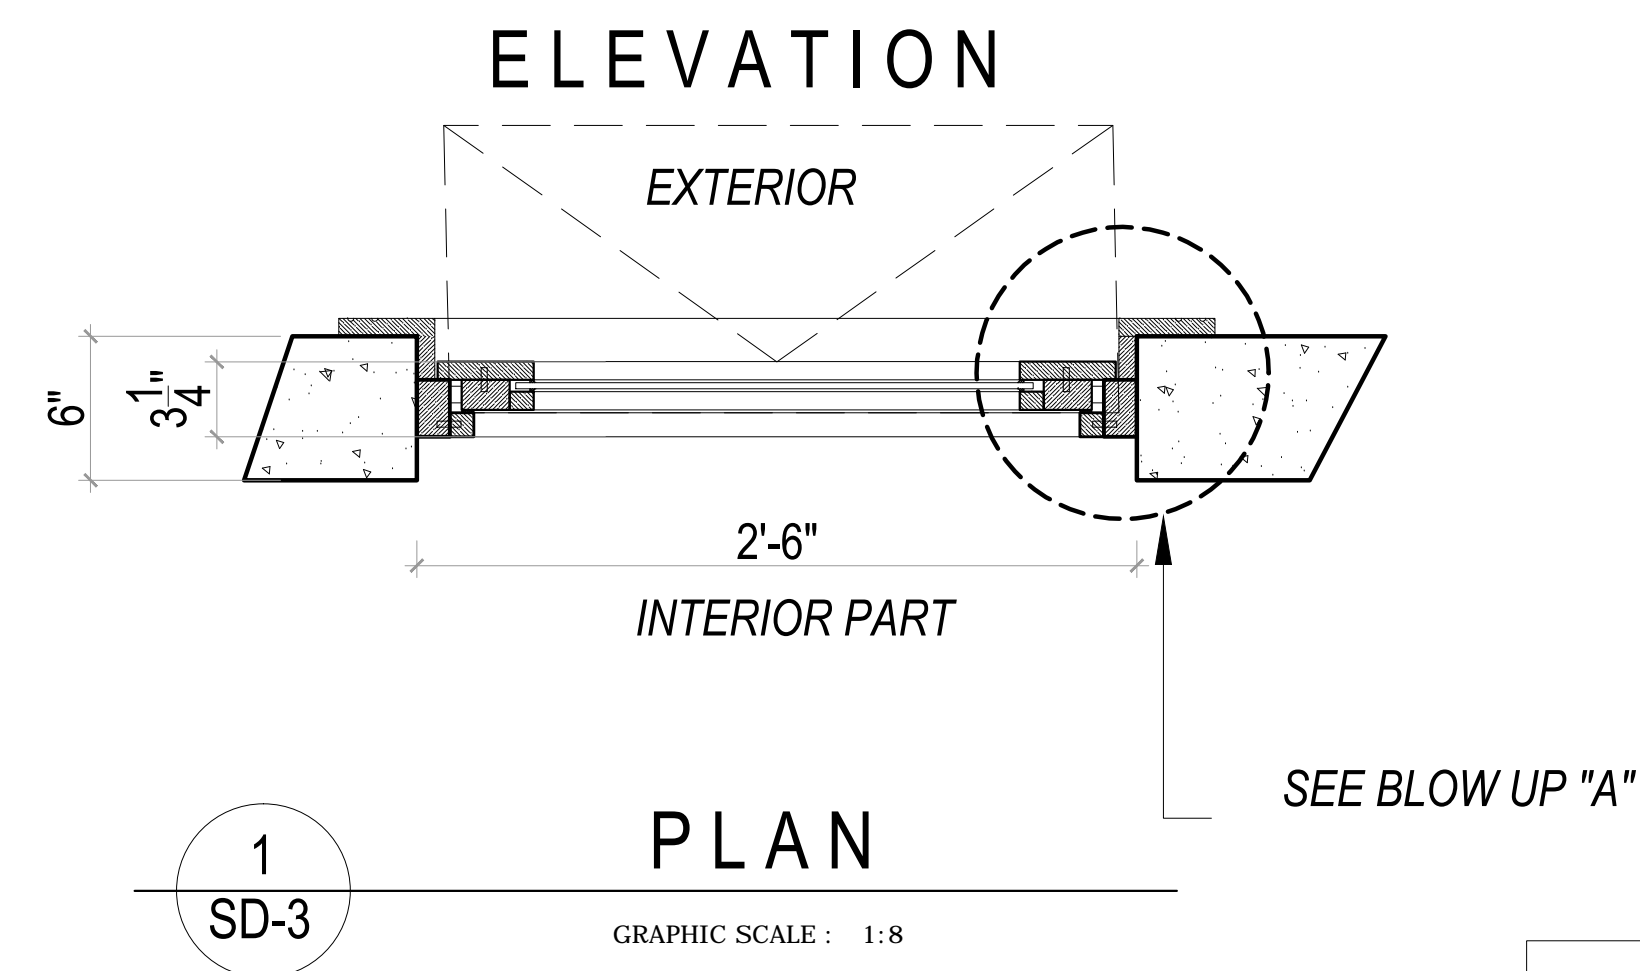 ELEVATION
EXTERIOR
6"
3 1/4"
2'-6"
INTERIOR PART
SEE BLOW UP "A"
PLAN
1
SD-3
GRAPHIC SCALE : 1:8